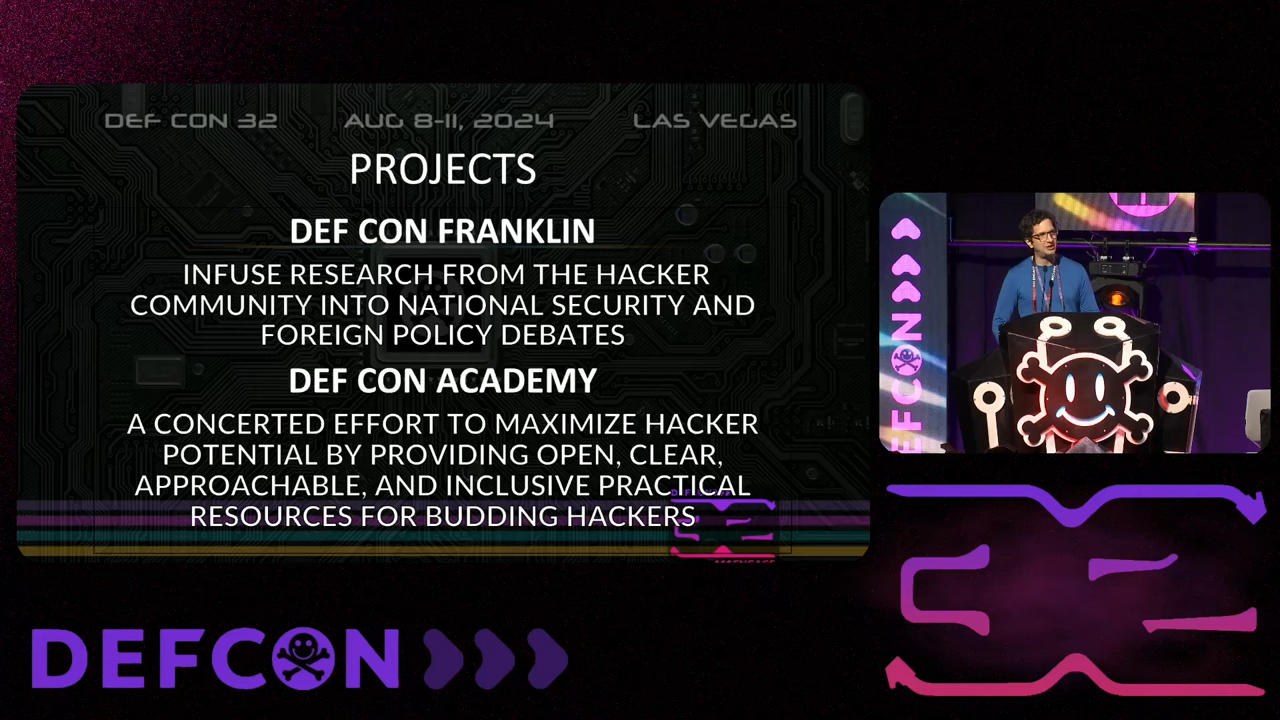 DEF CON 32 AUG 8-11, 2024 LAS VEGAS
PROJECTS
DEF CON FRANKLIN
INFUSE RESEARCH FROM THE HACKER
COMMUNITY INTO NATIONAL SECURITY AND
FOREIGN POLICY DEBATES
DEF CON ACADEMY
A CONCERTED EFFORT TO MAXIMIZE HACKER
POTENTIAL BY PROVIDING OPEN, CLEAR,
APPROACHABLE, AND INCLUSIVE PRACTICAL
RESOURCES FOR BUDDING HACKERS
DEFCON
DEFCON